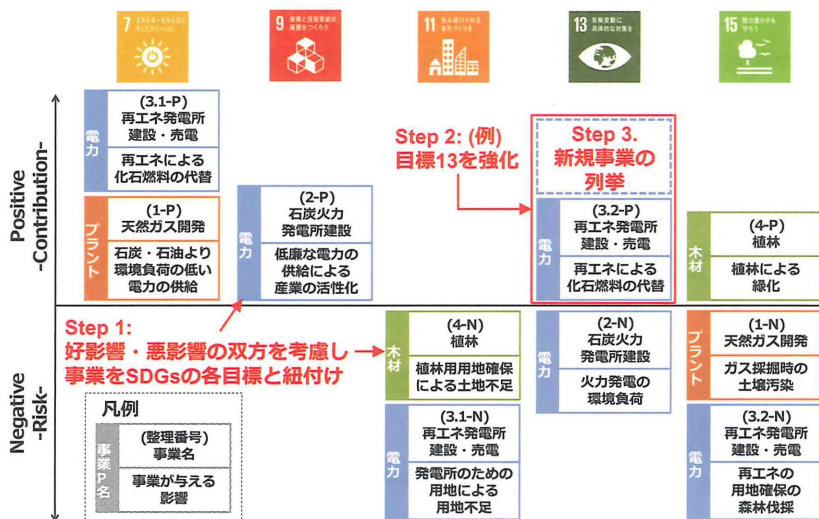 7 エネルギーをみんなに
そしてクリーンに
9 産業と技術革新の
基盤をつくろう
11 住み続けられる
まちづくりを
13 気候変動に
具体的な対策を
15 陸の豊かさも
守ろう
Positive
-Contribution-
電力
(3.1-P)
再エネ発電所
建設・売電
再エネによる
化石燃料の代替
プラント
(1-P)
天然ガス開発
石炭・石油より
環境負荷の低い
電力の供給
電力
(2-P)
石炭火力
発電所建設
低廉な電力の
供給による
産業の活性化
Step 2: (例)
目標13を強化
Step 3.
新規事業の
列挙
電力
(3.2-P)
再エネ発電所
建設・売電
再エネによる
化石燃料の代替
木材
(4-P)
植林
植林による
緑化
Negative
-Risk-
Step 1:
好影響・悪影響の双方を考慮し
事業をSDGsの各目標と紐付け
凡例
事業P名
(整理番号)
事業名
事業が与える
影響
木材
(4-N)
植林
植林用用地確保
による土地不足
電力
(3.1-N)
再エネ発電所
建設・売電
発電所のための
用地による
用地不足
電力
(2-N)
石炭火力
発電所建設
火力発電の
環境負荷
プラント
(1-N)
天然ガス開発
ガス採掘時の
土壌汚染
電力
(3.2-N)
再エネ発電所
建設・売電
再エネの
用地確保の
森林伐採